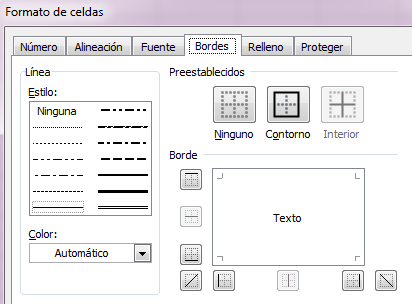 Formato de celdas
Número Alineación Fuente Bordes Relleno Proteger
Línea
Estilo:
Ninguna
Color:
Automático
Preestablecidos
Ninguno Contorno Interior
Borde
Texto